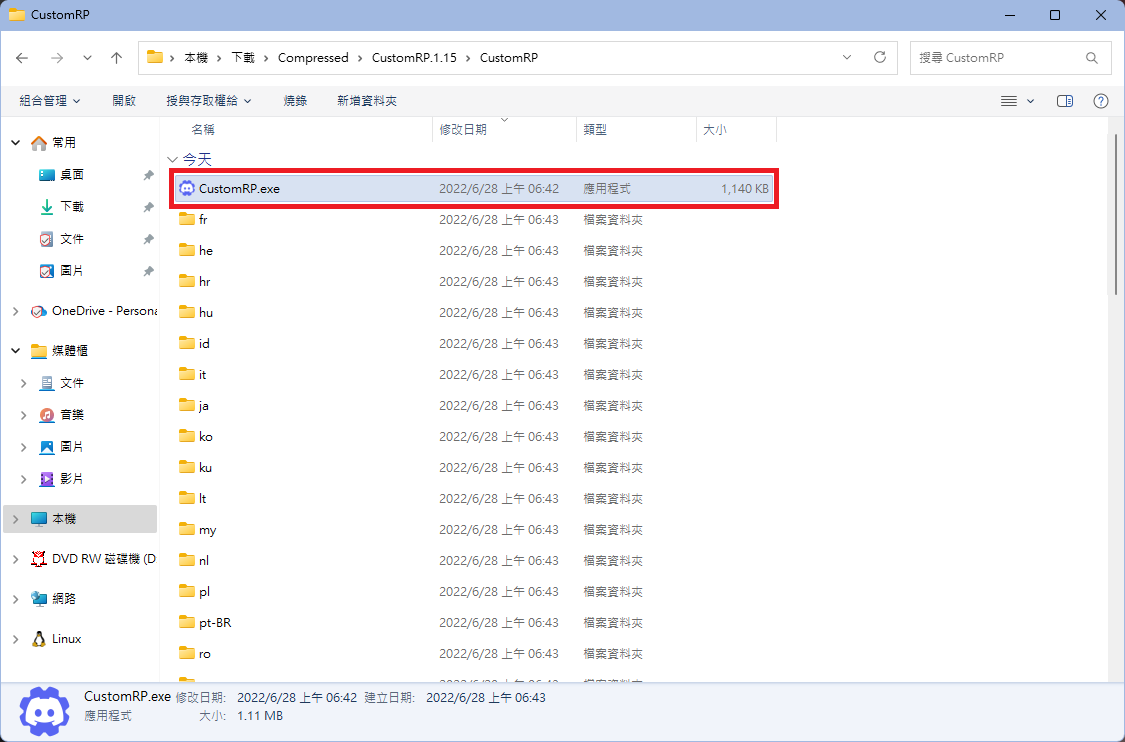 CustomRP
本機 下載 Compressed CustomRP.1.15 CustomRP
搜尋 CustomRP
組合管理 開啟 授與存取權給 燒錄 新增資料夾
名稱 修改日期 類型 大小
常用
桌面
下載
文件
圖片
OneDrive - Persona
媒體櫃
文件
音樂
圖片
影片
本機
DVD RW 磁碟機 (D
網路
Linux
今天
CustomRP.exe 2022/6/28 上午 06:42 應用程式 1,140 KB
fr 2022/6/28 上午 06:43 檔案資料夾
he 2022/6/28 上午 06:43 檔案資料夾
hr 2022/6/28 上午 06:43 檔案資料夾
hu 2022/6/28 上午 06:43 檔案資料夾
id 2022/6/28 上午 06:43 檔案資料夾
it 2022/6/28 上午 06:43 檔案資料夾
ja 2022/6/28 上午 06:43 檔案資料夾
ko 2022/6/28 上午 06:43 檔案資料夾
ku 2022/6/28 上午 06:43 檔案資料夾
lt 2022/6/28 上午 06:43 檔案資料夾
my 2022/6/28 上午 06:43 檔案資料夾
nl 2022/6/28 上午 06:43 檔案資料夾
pl 2022/6/28 上午 06:43 檔案資料夾
pt-BR 2022/6/28 上午 06:43 檔案資料夾
ro 2022/6/28 上午 06:43 檔案資料夾
CustomRP.exe 修改日期: 2022/6/28 上午 06:42 建立日期: 2022/6/28 上午 06:43
應用程式 大小: 1.11 MB